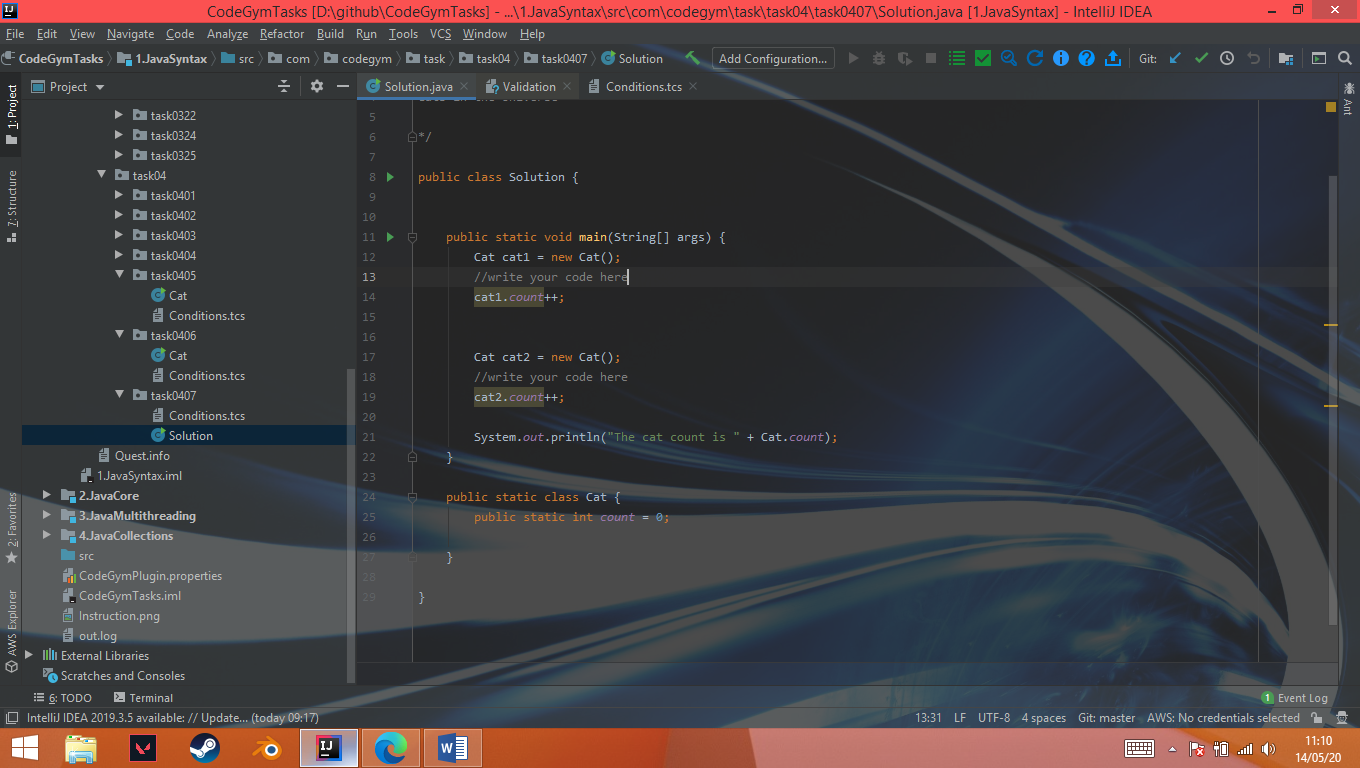 CodeGymTasks [D:\github\CodeGymTasks] - ...\1.JavaSyntax\src\com\codegym\task\task04\task0407\Solution.java [1.JavaSyntax] - IntelliJ IDEA
File Edit View Navigate Code Analyze Refactor Build Run Tools VCS Window Help
CodeGymTasks 1.JavaSyntax src com codegym task task04 task0407 Solution Add Configuration... Git:
Project
Solution.java Validation Conditions.tcs
1: Project
7: Structure
2: Favorites
AWS Explorer
Ant
task0322
task0324
task0325
task04
task0401
task0402
task0403
task0404
task0405
Cat
Conditions.tcs
task0406
Cat
Conditions.tcs
task0407
Conditions.tcs
Solution
Quest.info
1.JavaSyntax.iml
2.JavaCore
3.JavaMultithreading
4.JavaCollections
src
CodeGymPlugin.properties
CodeGymTasks.iml
Instruction.png
out.log
External Libraries
Scratches and Consoles
5
6 */
7
8 public class Solution {
9
10
11 public static void main(String[] args) {
12 Cat cat1 = new Cat();
13 //write your code here
14 cat1.count++;
15
16
17 Cat cat2 = new Cat();
18 //write your code here
19 cat2.count++;
20
21 System.out.println("The cat count is " + Cat.count);
22 }
23
24 public static class Cat {
25 public static int count = 0;
26
27 }
28
29 }
6: TODO Terminal 1 Event Log
IntelliJ IDEA 2019.3.5 available: // Update... (today 09:17) 13:31 LF UTF-8 4 spaces Git: master AWS: No credentials selected
11:10
14/05/20